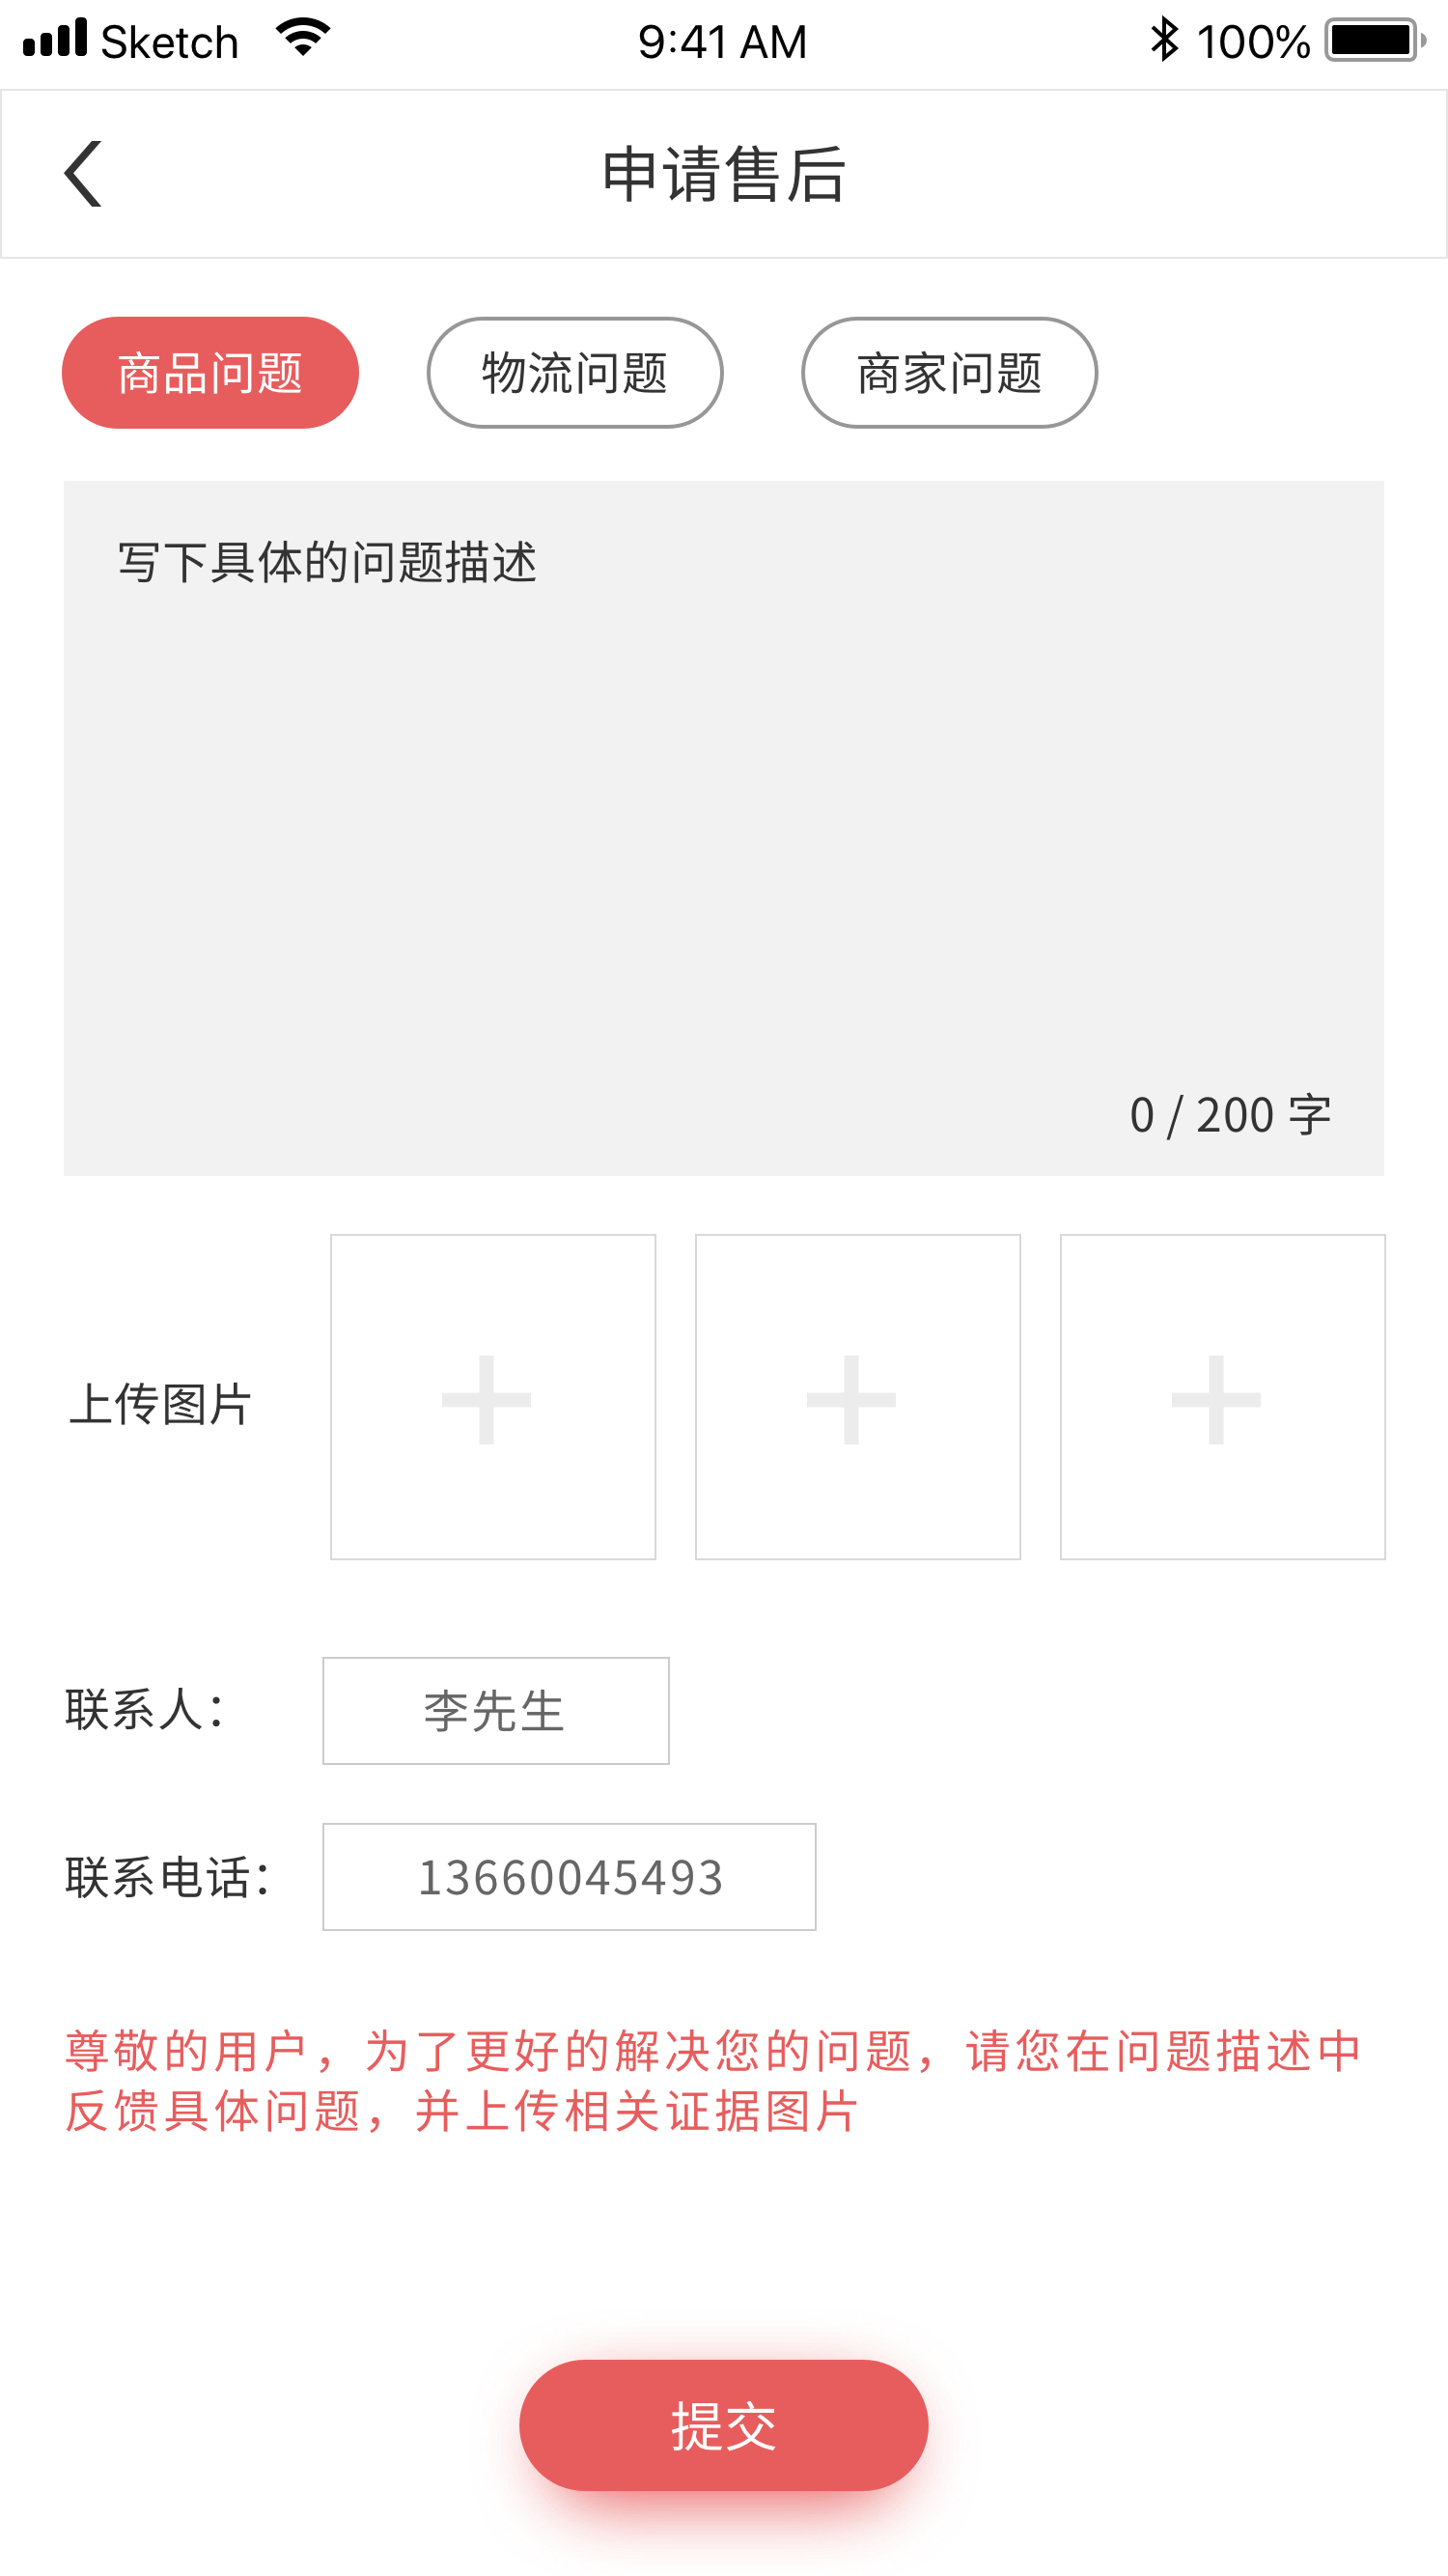 Sketch 9:41 AM 100%
申请售后
商品问题 物流问题 商家问题
写下具体的问题描述
0 / 200 字
上传图片
联系人： 李先生
联系电话： 13660045493
尊敬的用户，为了更好的解决您的问题，请您在问题描述中
反馈具体问题，并上传相关证据图片
提交